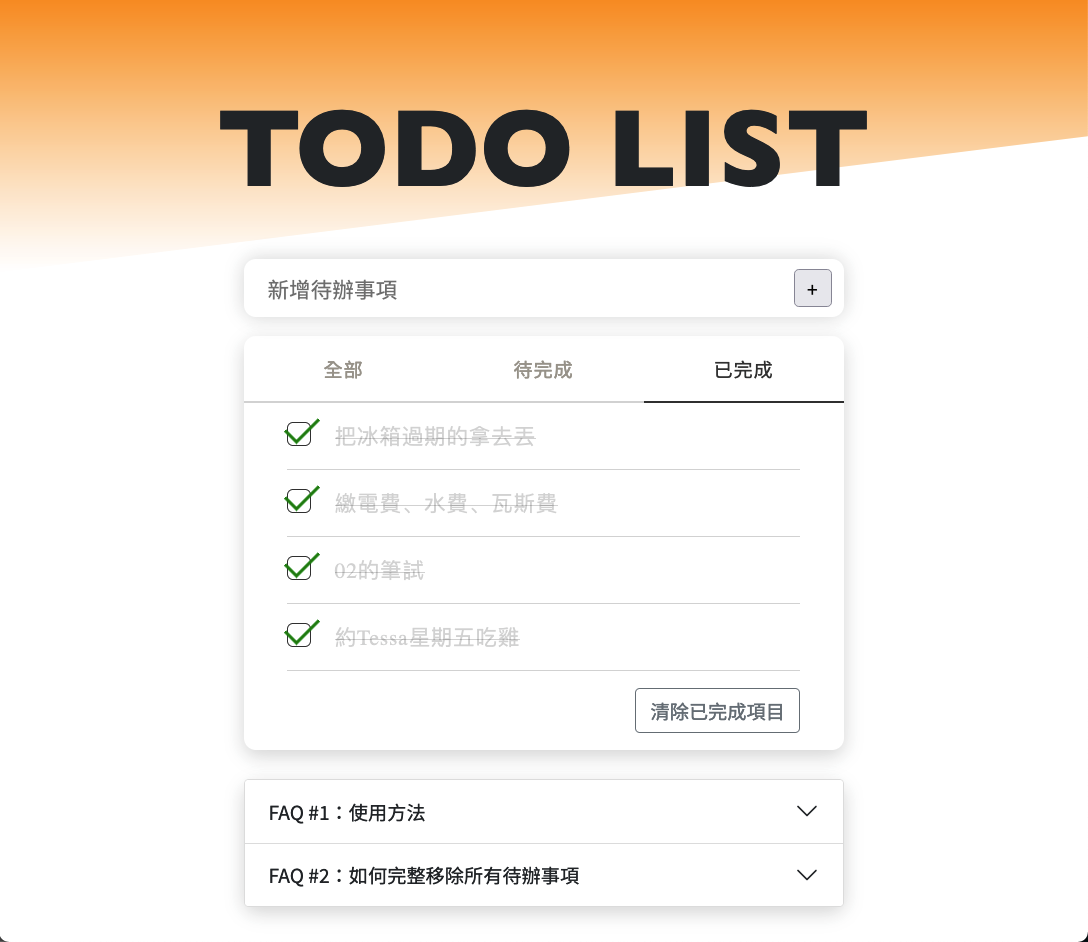 TODO LIST
新增待辦事項
+
全部 待完成 已完成
把冰箱過期的拿去丟
繳電費、水費、瓦斯費
02的筆試
約Tessa星期五吃雞
清除已完成項目
FAQ #1：使用方法
FAQ #2：如何完整移除所有待辦事項